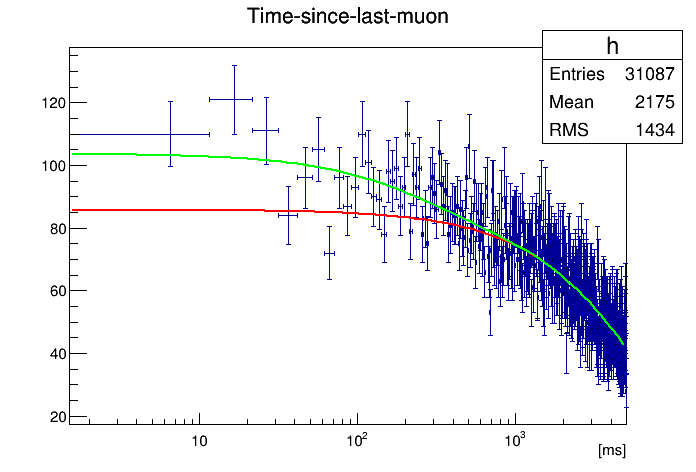 Time-since-last-muon
h
Entries 31087
Mean 2175
RMS 1434
120
100
80
60
40
20
10
10²
10³
[ms]